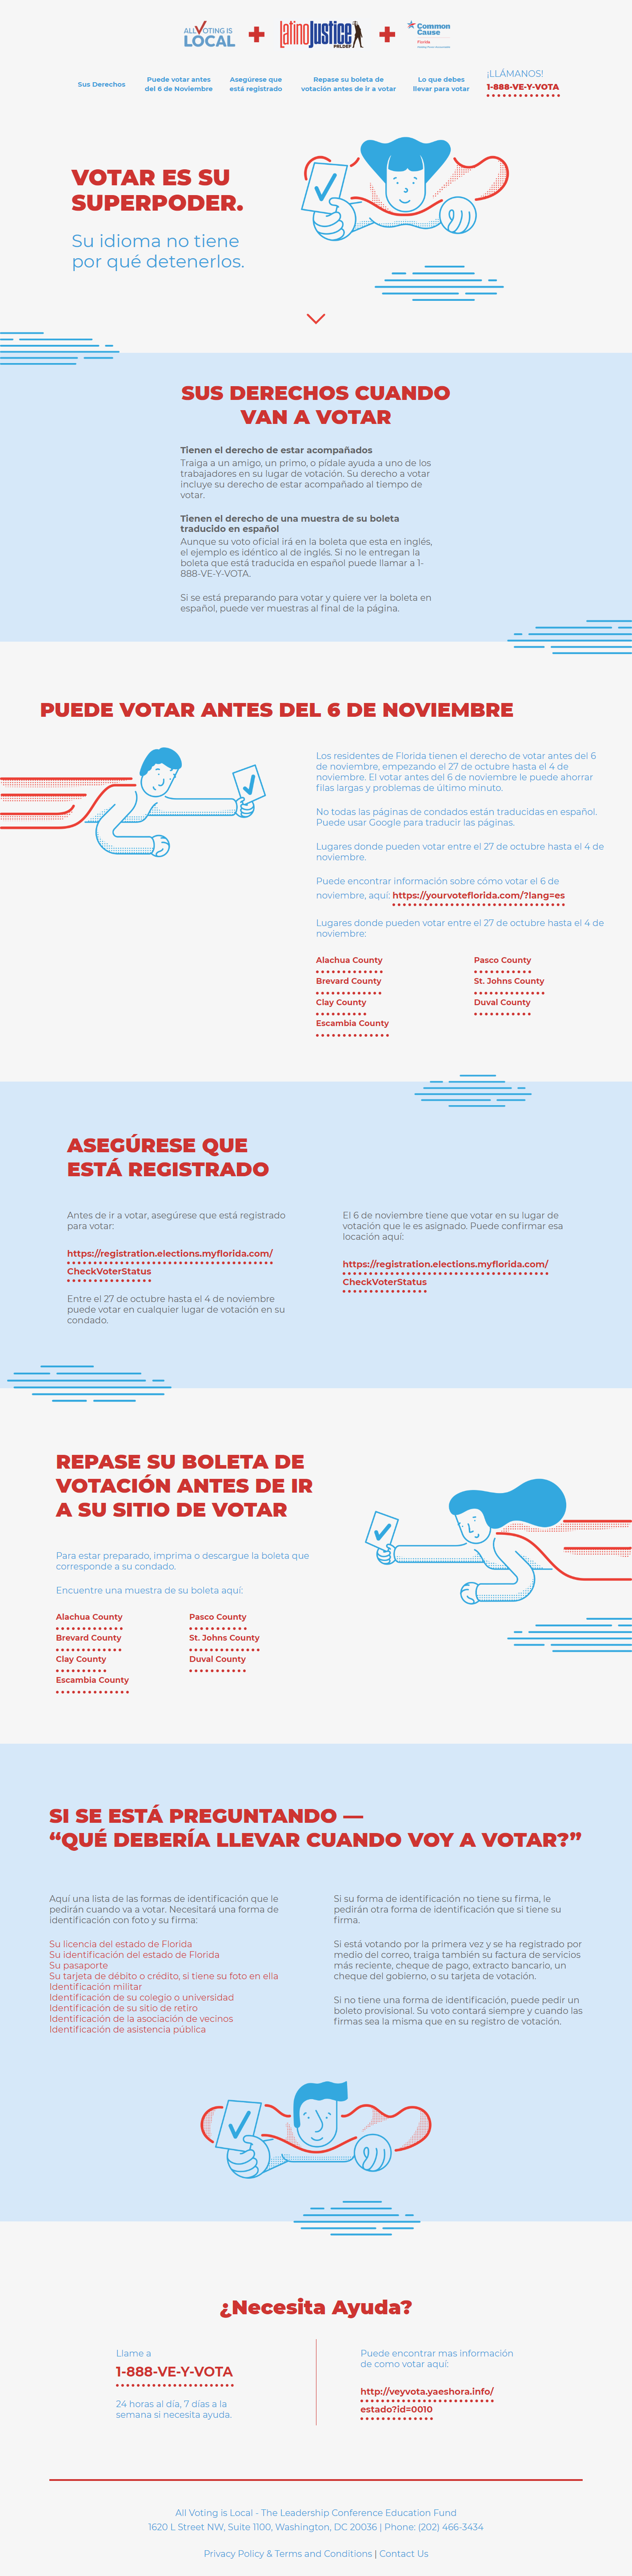 ALL VOTING IS
LOCAL
latinojustice
PRLDEF
Common
Cause
Florida
Sus Derechos
Puede votar antes
del 6 de Noviembre
Asegúrese que
está registrado
Repase su boleta de
votación antes de ir a votar
Lo que debes
llevar para votar
¡LLÁMANOS!
1-888-VE-Y-VOTA
VOTAR ES SU
SUPERPODER.
Su idioma no tiene
por qué detenerlos.
SUS DERECHOS CUANDO
VAN A VOTAR
Tienen el derecho de estar acompañados
Traiga a un amigo, un primo, o pídale ayuda a uno de los
trabajadores en su lugar de votación. Su derecho a votar
incluye su derecho de estar acompañado al tiempo de
votar.
Tienen el derecho de una muestra de su boleta
traducido en español
Aunque su voto oficial irá en la boleta que esta en inglés,
el ejemplo es idéntico al de inglés. Si no le entregan la
boleta que está traducida en español puede llamar a 1-
888-VE-Y-VOTA.
Si se está preparando para votar y quiere ver la boleta en
español, puede ver muestras al final de la página.
PUEDE VOTAR ANTES DEL 6 DE NOVIEMBRE
Los residentes de Florida tienen el derecho de votar antes del 6
de noviembre, empezando el 27 de octubre hasta el 4 de
noviembre. El votar antes del 6 de noviembre le puede ahorrar
filas largas y problemas de último minuto.
No todas las páginas de condados están traducidas en español.
Puede usar Google para traducir las páginas.
Lugares donde pueden votar entre el 27 de octubre hasta el 4 de
noviembre.
Puede encontrar información sobre cómo votar el 6 de
noviembre, aquí: https://yourvoteflorida.com/?lang=es
Lugares donde pueden votar entre el 27 de octubre hasta el 4 de
noviembre:
Alachua County
Brevard County
Clay County
Escambia County
Pasco County
St. Johns County
Duval County
ASEGÚRESE QUE
ESTÁ REGISTRADO
Antes de ir a votar, asegúrese que está registrado
para votar:
https://registration.elections.myflorida.com/
CheckVoterStatus
Entre el 27 de octubre hasta el 4 de noviembre
puede votar en cualquier lugar de votación en su
condado.
El 6 de noviembre tiene que votar en su lugar de
votación que le es asignado. Puede confirmar esa
locación aquí:
https://registration.elections.myflorida.com/
CheckVoterStatus
REPASE SU BOLETA DE
VOTACIÓN ANTES DE IR
A SU SITIO DE VOTAR
Para estar preparado, imprima o descargue la boleta que
corresponde a su condado.
Encuentre una muestra de su boleta aquí:
Alachua County
Brevard County
Clay County
Escambia County
Pasco County
St. Johns County
Duval County
SI SE ESTÁ PREGUNTANDO —
“QUÉ DEBERÍA LLEVAR CUANDO VOY A VOTAR?”
Aquí una lista de las formas de identificación que le
pedirán cuando va a votar. Necesitará una forma de
identificación con foto y su firma:
Su licencia del estado de Florida
Su identificación del estado de Florida
Su pasaporte
Su tarjeta de débito o crédito, si tiene su foto en ella
Identificación militar
Identificación de su colegio o universidad
Identificación de su sitio de retiro
Identificación de la asociación de vecinos
Identificación de asistencia pública
Si su forma de identificación no tiene su firma, le
pedirán otra forma de identificación que si tiene su
firma.
Si está votando por la primera vez y se ha registrado por
medio del correo, traiga también su factura de servicios
más reciente, cheque de pago, extracto bancario, un
cheque del gobierno, o su tarjeta de votación.
Si no tiene una forma de identificación, puede pedir un
boleto provisional. Su voto contará siempre y cuando las
firmas sea la misma que en su registro de votación.
¿Necesita Ayuda?
Llame a
1-888-VE-Y-VOTA
24 horas al día, 7 días a la
semana si necesita ayuda.
Puede encontrar mas información
de como votar aquí:
http://veyvota.yaeshora.info/
estado?id=0010
All Voting is Local - The Leadership Conference Education Fund
1620 L Street NW, Suite 1100, Washington, DC 20036 | Phone: (202) 466-3434
Privacy Policy & Terms and Conditions | Contact Us